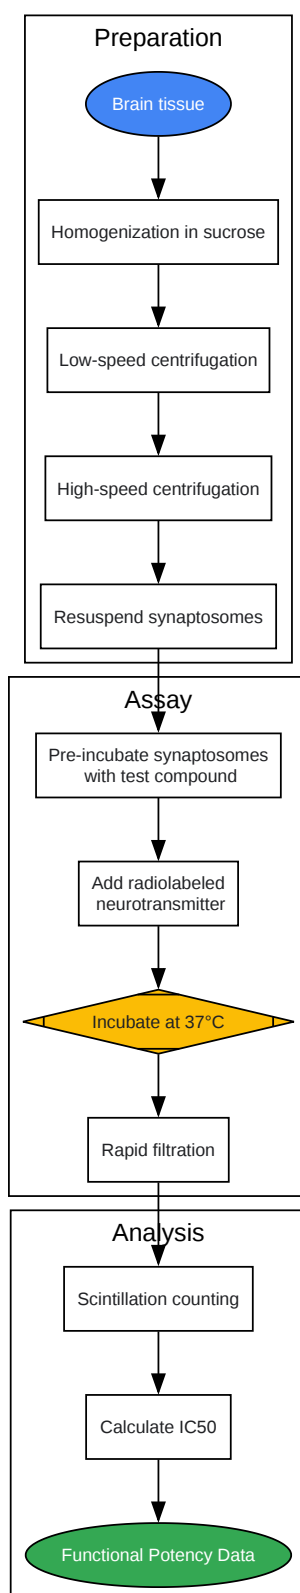 Preparation
Brain tissue
Homogenization in sucrose
Low-speed centrifugation
High-speed centrifugation
Resuspend synaptosomes
Assay
Pre-incubate synaptosomes
with test compound
Add radiolabeled
neurotransmitter
Incubate at 37°C
Rapid filtration
Analysis
Scintillation counting
Calculate IC50
Functional Potency Data